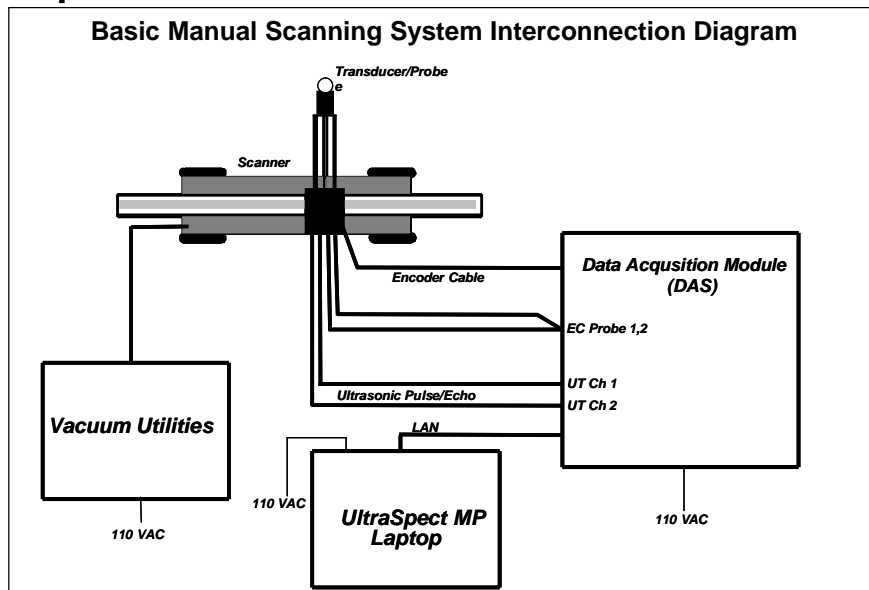 Basic Manual Scanning System Interconnection Diagram
Transducer/Probe
e
Scanner
Encoder Cable
Data Acqusition Module
(DAS)
EC Probe 1,2
UT Ch 1
Ultrasonic Pulse/Echo
UT Ch 2
Vacuum Utilities
LAN
110 VAC
UltraSpect MP
Laptop
110 VAC
110 VAC